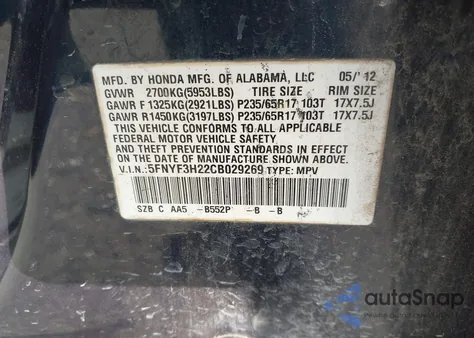 MFD. BY HONDA MFG. OF ALABAMA, LLC 05/'12
GVWR 2700KG(5953LBS) TIRE SIZE RIM SIZE
GAWR F 1325KG(2921LBS) P235/65R17 103T 17X7.5J
GAWR R1450KG(3197LBS) P235/65R17 103T 17X7.5J
THIS VEHICLE CONFORMS TO ALL APPLICABLE
FEDERAL MOTOR VEHICLE SAFETY
AND THEFT PREVENTION STANDARDS IN EFFECT ON
THE DATE OF MANUFACTURE SHOWN ABOVE.
V.I.N.: 5FNYF3H22CB029269 TYPE: MPV
SZB C AA5 -B552P -B -B
autoSnap